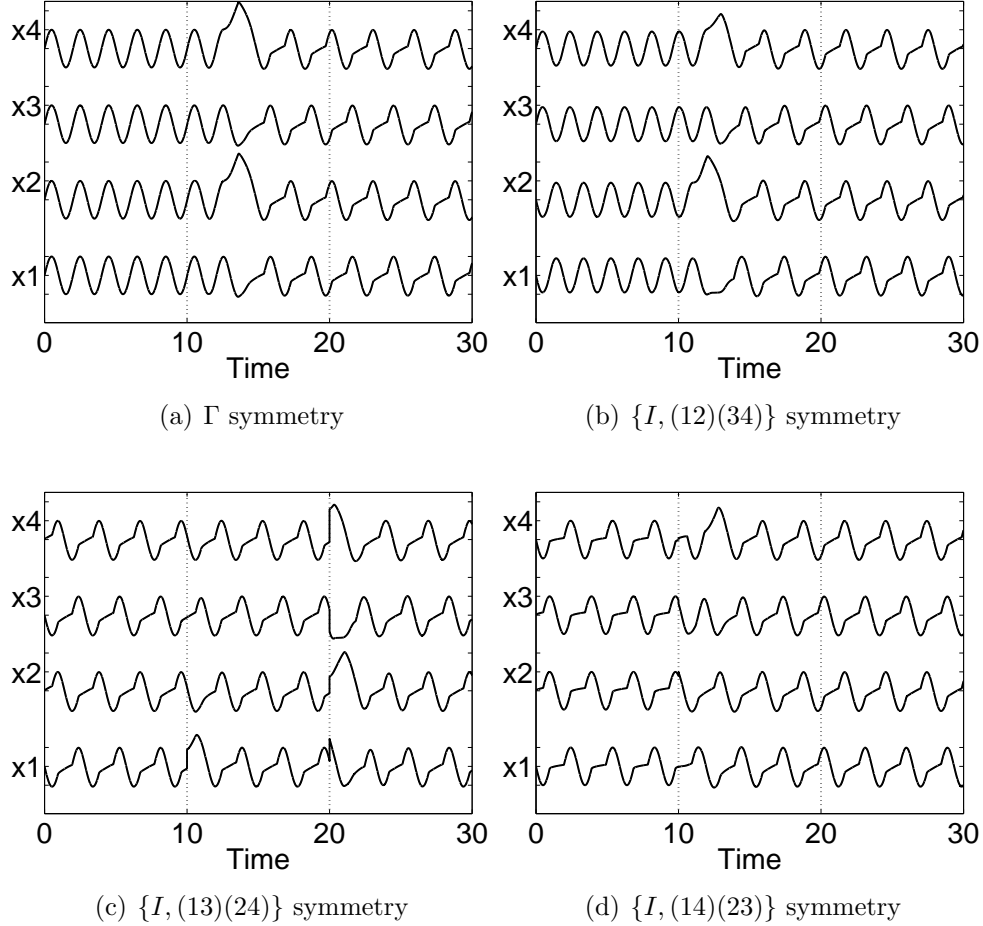 x4
x3
x2
x1
0 10 20 30
Time
(a) Γ symmetry
x4
x3
x2
x1
0 10 20 30
Time
(b) {I, (12)(34)} symmetry
x4
x3
x2
x1
0 10 20 30
Time
(c) {I, (13)(24)} symmetry
x4
x3
x2
x1
0 10 20 30
Time
(d) {I, (14)(23)} symmetry